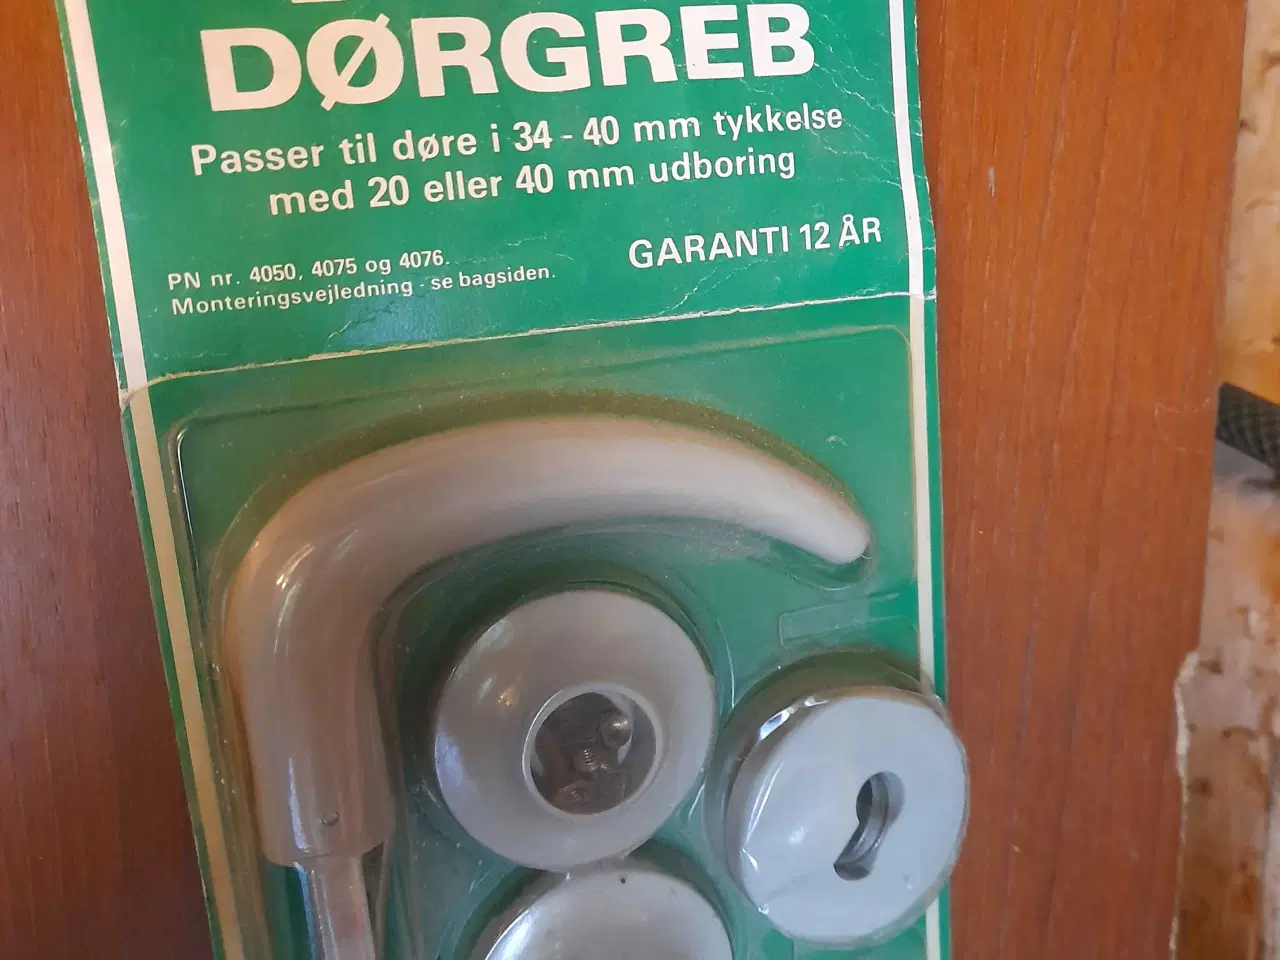 DØRGREB
Passer til døre i 34 - 40 mm tykkelse
med 20 eller 40 mm udboring
GARANTI 12 ÅR
PN nr. 4050, 4075 og 4076.
Monteringsvejledning - se bagsiden.